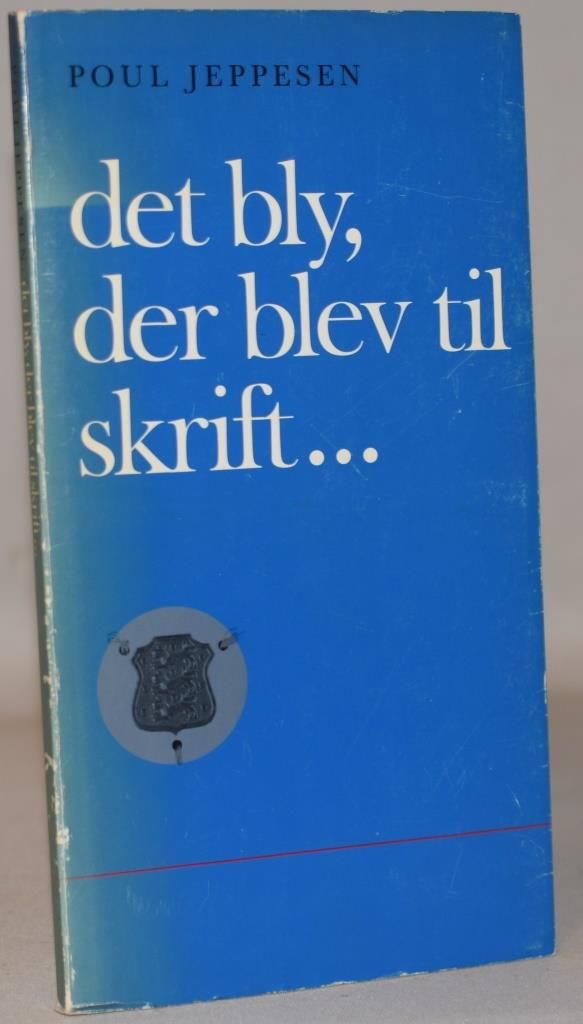 POUL JEPPESEN
det bly,
der blev til
skrift...